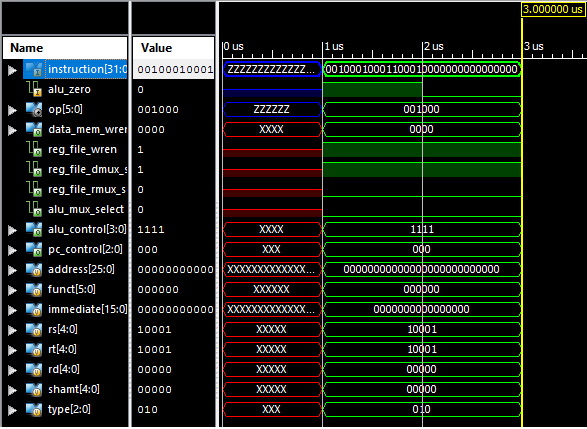 3.000000 us
Name Value 0 us 1 us 2 us 3 us
instruction[31:0 00100010001 ZZZZZZZZZZZZZ... 00100010001100010000000000000000
alu_zero 0
op[5:0] 001000 ZZZZZZ 001000
data_mem_wren 0000 XXXX 0000
reg_file_wren 1
reg_file_dmux_s 1
reg_file_rmux_s 0
alu_mux_select 0
alu_control[3:0] 1111 XXXX 1111
pc_control[2:0] 000 XXX 000
address[25:0] 00000000000 XXXXXXXXXXXXX... 00000000000000000000000000
funct[5:0] 000000 XXXXXX 000000
immediate[15:0] 00000000000 XXXXXXXXXXXXX... 0000000000000000
rs[4:0] 10001 XXXXX 10001
rt[4:0] 10001 XXXXX 10001
rd[4:0] 00000 XXXXX 00000
shamt[4:0] 00000 XXXXX 00000
type[2:0] 010 XXX 010